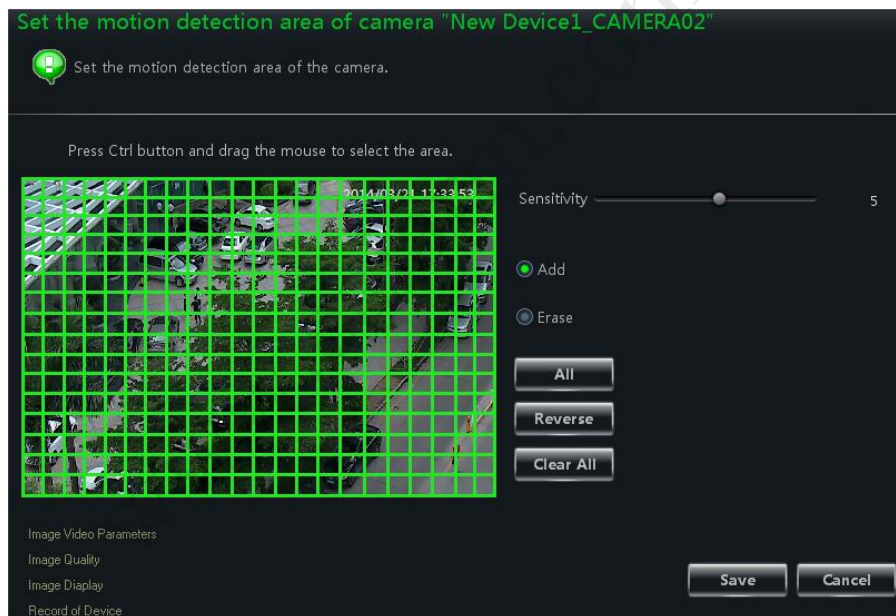 Set the motion detection area of camera "New Device1_CAMERA02"
Set the motion detection area of the camera.
Press Ctrl button and drag the mouse to select the area.
2014/03/21 17:33:53
Sensitivity 5
Add
Erase
All
Reverse
Clear All
Image Video Parameters
Image Quality
Image Diaplay
Record of Device
Save Cancel